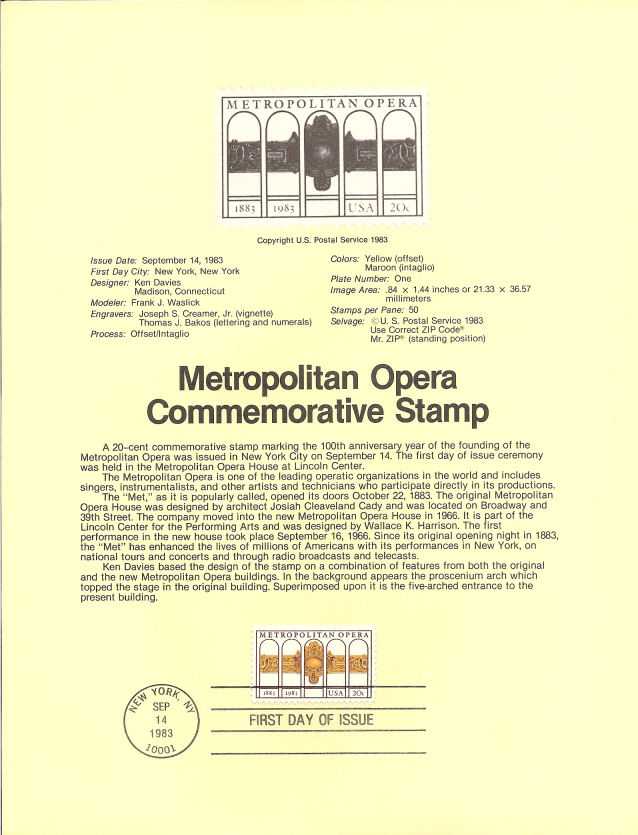 METROPOLITAN OPERA
1883 1983 USA 20c
Copyright U.S. Postal Service 1983
Issue Date: September 14, 1983
First Day City: New York, New York
Designer: Ken Davies
Madison, Connecticut
Modeler: Frank J. Waslick
Engravers: Joseph S. Creamer, Jr. (vignette)
Thomas J. Bakos (lettering and numerals)
Process: Offset/Intaglio
Colors: Yellow (offset)
Maroon (intaglio)
Plate Number: One
Image Area: .84 × 1.44 inches or 21.33 × 36.57
millimeters
Stamps per Pane: 50
Selvage: © U. S. Postal Service 1983
Use Correct ZIP Code®
Mr. ZIP® (standing position)
Metropolitan Opera
Commemorative Stamp
A 20-cent commemorative stamp marking the 100th anniversary year of the founding of the
Metropolitan Opera was issued in New York City on September 14. The first day of issue ceremony
was held in the Metropolitan Opera House at Lincoln Center.
The Metropolitan Opera is one of the leading operatic organizations in the world and includes
singers, instrumentalists, and other artists and technicians who participate directly in its productions.
The "Met," as it is popularly called, opened its doors October 22, 1883. The original Metropolitan
Opera House was designed by architect Josiah Cleaveland Cady and was located on Broadway and
39th Street. The company moved into the new Metropolitan Opera House in 1966. It is part of the
Lincoln Center for the Performing Arts and was designed by Wallace K. Harrison. The first
performance in the new house took place September 16, 1966. Since its original opening night in 1883,
the "Met" has enhanced the lives of millions of Americans with its performances in New York, on
national tours and concerts and through radio broadcasts and telecasts.
Ken Davies based the design of the stamp on a combination of features from both the original
and the new Metropolitan Opera buildings. In the background appears the proscenium arch which
topped the stage in the original building. Superimposed upon it is the five-arched entrance to the
present building.
METROPOLITAN OPERA
1883 1983 USA 20c
NEW YORK, NY
SEP
14
1983
10001
FIRST DAY OF ISSUE